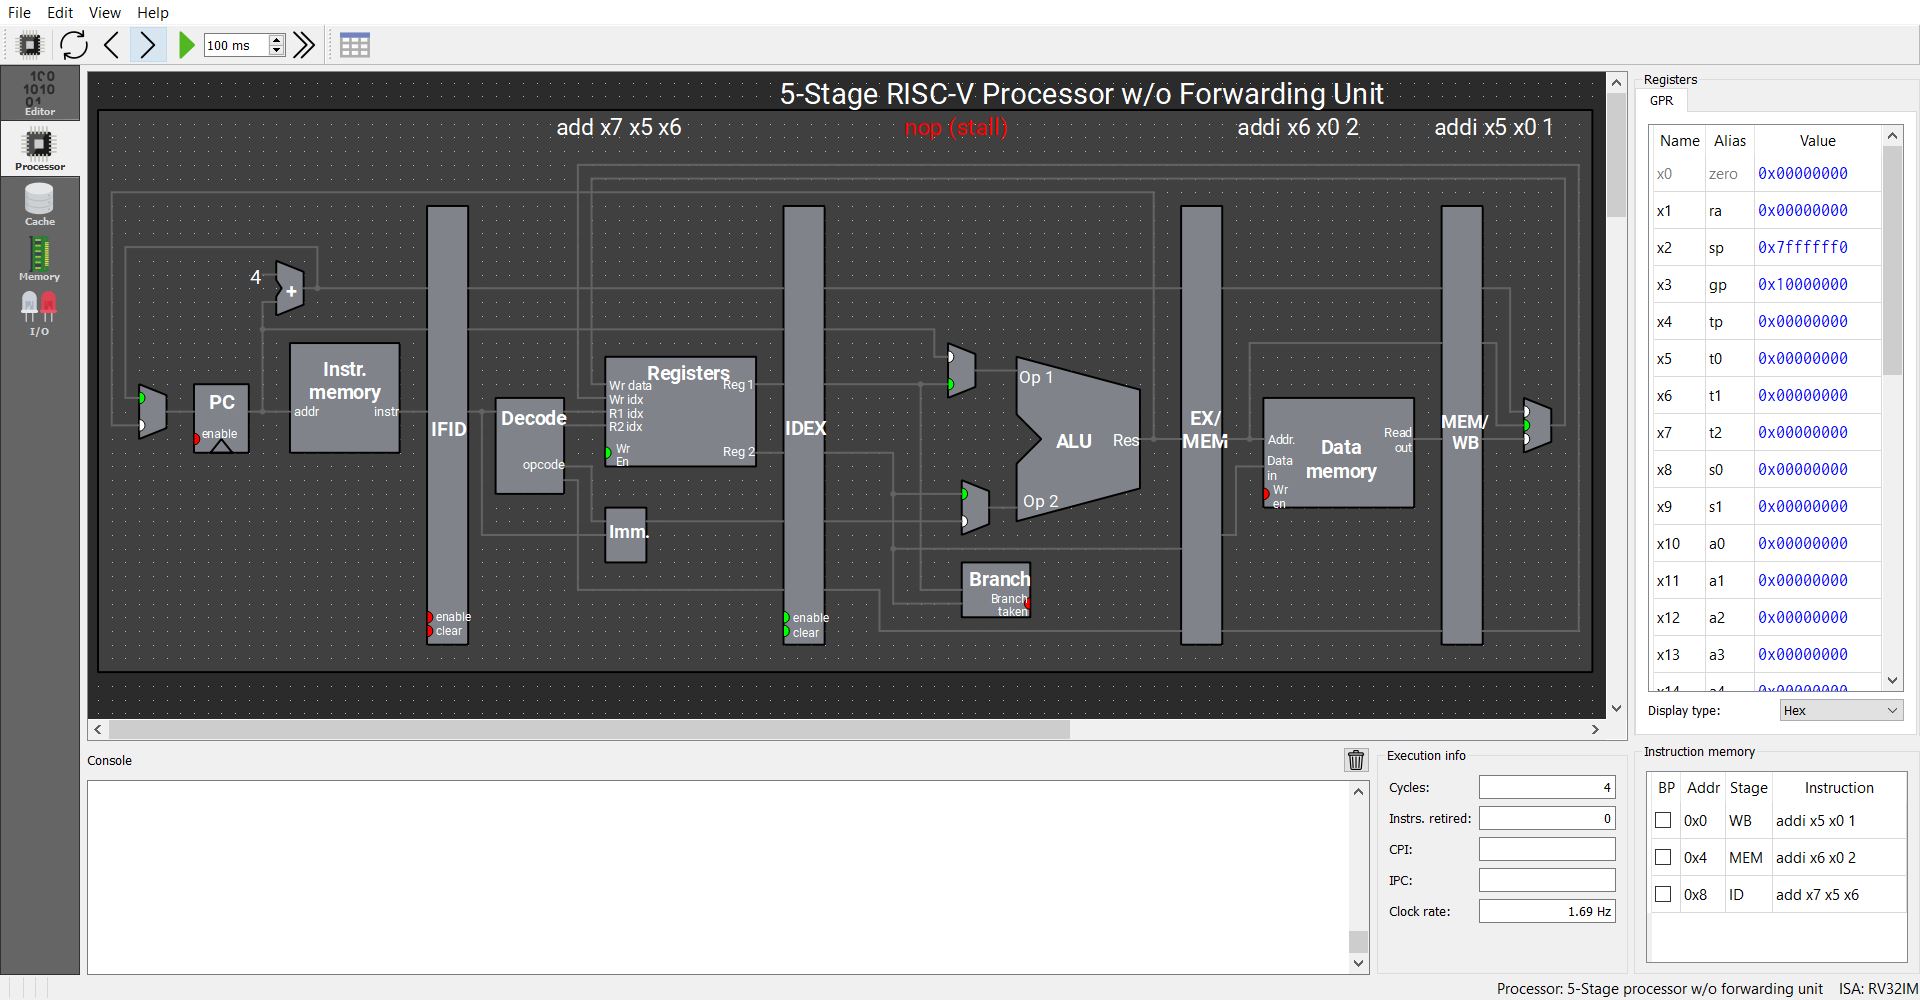 File Edit View Help
100 ms
Editor
Processor
Cache
Memory
I/O
5-Stage RISC-V Processor w/o Forwarding Unit
add x7 x5 x6 nop (stall) addi x6 x0 2 addi x5 x0 1
4
+
PC
enable
Instr.
memory
addr instr
IFID
enable
clear
Decode
opcode
Registers
Wr data Reg 1
Wr idx
R1 idx
R2 idx
Wr
En
Reg 2
Imm.
IDEX
enable
clear
Op 1
ALU Res
Op 2
Branch
Branch
taken
EX/
MEM
Addr.
Data
in
Wr
en
Data
memory
Read
out
MEM/
WB
Registers
GPR
Name Alias Value
x0 zero 0x00000000
x1 ra 0x00000000
x2 sp 0x7ffffff0
x3 gp 0x10000000
x4 tp 0x00000000
x5 t0 0x00000000
x6 t1 0x00000000
x7 t2 0x00000000
x8 s0 0x00000000
x9 s1 0x00000000
x10 a0 0x00000000
x11 a1 0x00000000
x12 a2 0x00000000
x13 a3 0x00000000
x14 a4 0x00000000
Display type: Hex
Console
Execution info
Cycles: 4
Instrs. retired: 0
CPI:
IPC:
Clock rate: 1.69 Hz
Instruction memory
BP Addr Stage Instruction
0x0 WB addi x5 x0 1
0x4 MEM addi x6 x0 2
0x8 ID add x7 x5 x6
Processor: 5-Stage processor w/o forwarding unit ISA: RV32IM